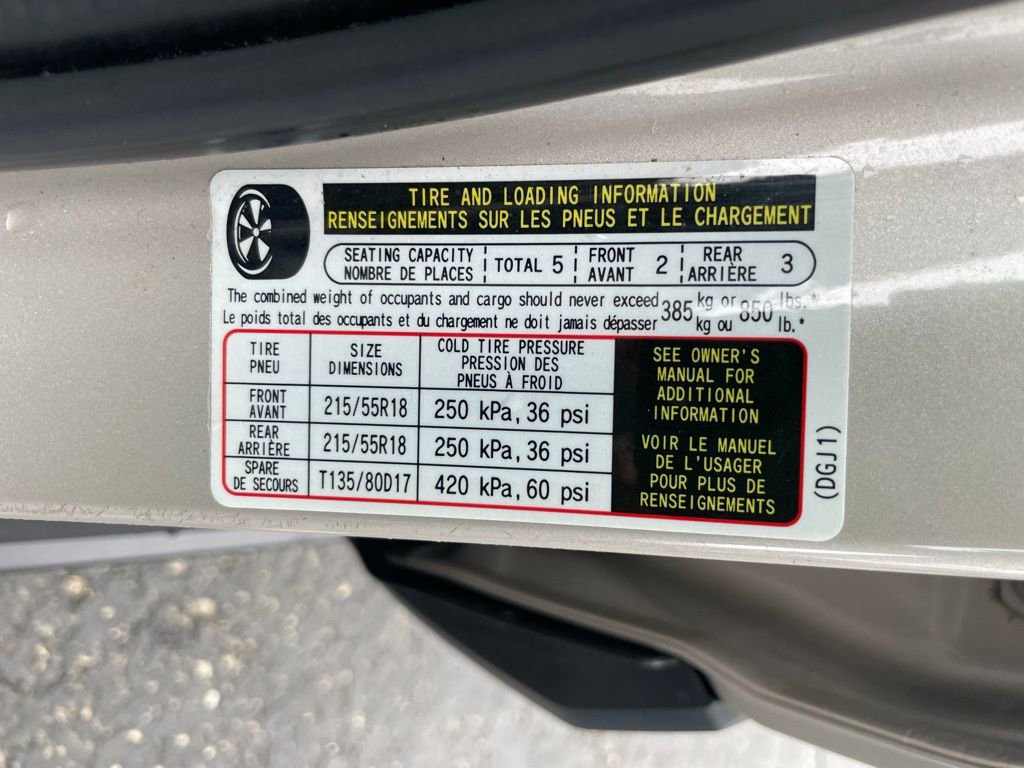 TIRE AND LOADING INFORMATION
RENSEIGNEMENTS SUR LES PNEUS ET LE CHARGEMENT
SEATING CAPACITY TOTAL 5 FRONT 2 REAR 3
NOMBRE DE PLACES AVANT ARRIÈRE
The combined weight of occupants and cargo should never exceed 385 kg or 850 lbs.*
Le poids total des occupants et du chargement ne doit jamais dépasser kg ou lb.*
TIRE SIZE COLD TIRE PRESSURE
PNEU DIMENSIONS PRESSION DES
PNEUS À FROID
FRONT
AVANT 215/55R18 250 kPa, 36 psi
REAR
ARRIÈRE 215/55R18 250 kPa, 36 psi
SPARE
DE SECOURS T135/80D17 420 kPa, 60 psi
SEE OWNER'S
MANUAL FOR
ADDITIONAL
INFORMATION
VOIR LE MANUEL
DE L'USAGER
POUR PLUS DE
RENSEIGNEMENTS
(DGJ1)